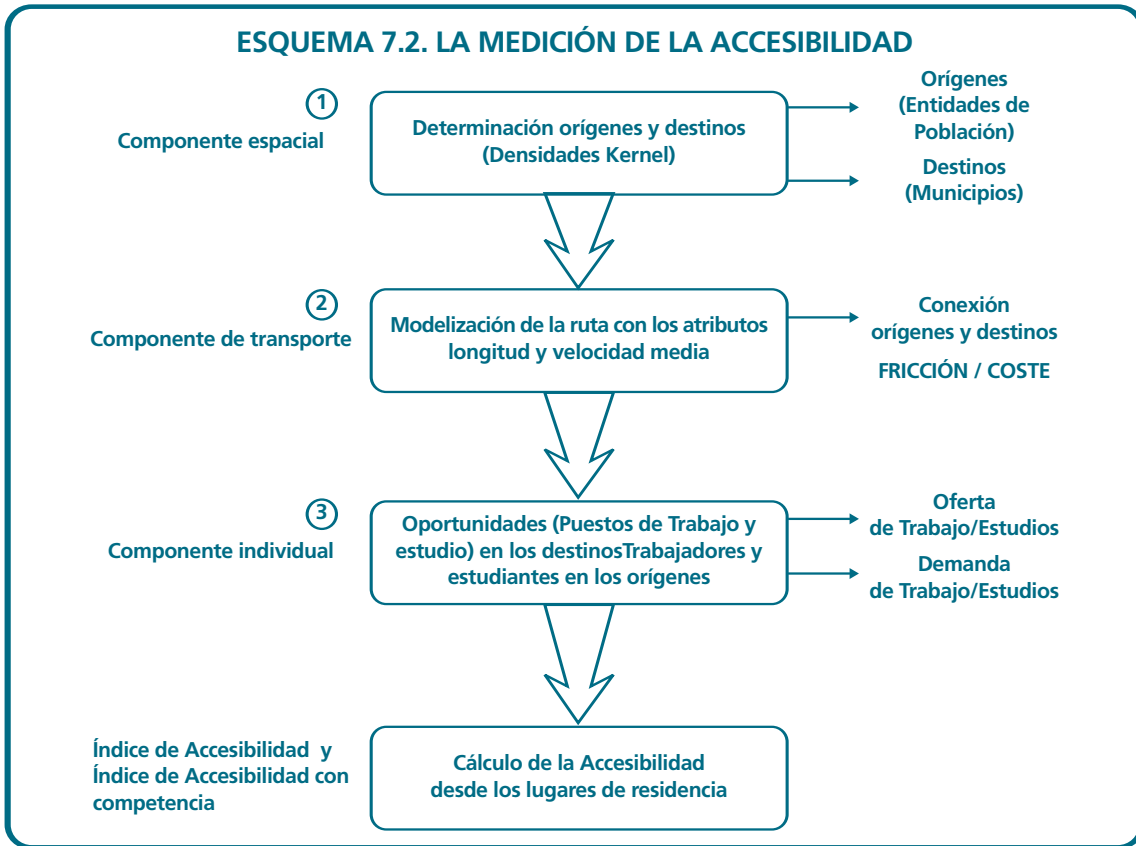 ESQUEMA 7.2. LA MEDICIÓN DE LA ACCESIBILIDAD
1
Componente espacial
Determinación orígenes y destinos
(Densidades Kernel)
Orígenes
(Entidades de
Población)
Destinos
(Municipios)
2
Componente de transporte
Modelización de la ruta con los atributos
longitud y velocidad media
Conexión
orígenes y destinos
FRICCIÓN / COSTE
3
Componente individual
Oportunidades (Puestos de Trabajo y
estudio) en los destinosTrabajadores y
estudiantes en los orígenes
Oferta
de Trabajo/Estudios
Demanda
de Trabajo/Estudios
Índice de Accesibilidad y
Índice de Accesibilidad con
competencia
Cálculo de la Accesibilidad
desde los lugares de residencia